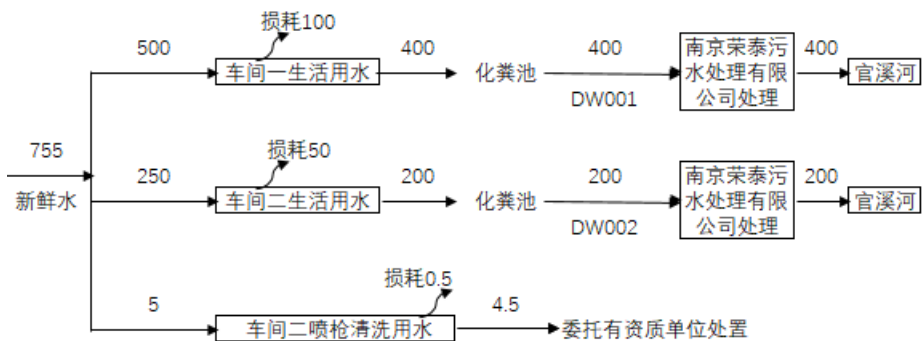 损耗100
500
400
400
南京荣泰污
水处理有限
公司处理
400
车间一生活用水
化粪池
DW001
官溪河
755
新鲜水
损耗50
250
200
200
南京荣泰污
水处理有限
公司处理
200
车间二生活用水
化粪池
DW002
官溪河
损耗0.5
5
4.5
车间二喷枪清洗用水
委托有资质单位处置